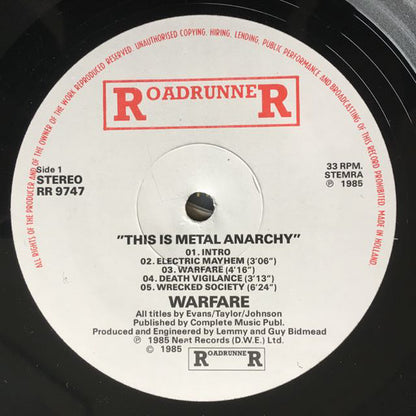 ALL RIGHTS OF THE PRODUCER AND OF THE OWNER OF THE WORK REPRODUCED RESERVED. UNAUTHORISED COPYING, HIRING, LENDING, PUBLIC PERFORMANCE AND BROADCASTING OF THIS RECORD PROHIBITED. MADE IN HOLLAND
ROADRUNNER
Side 1
STEREO
RR 9747
33 RPM.
STEMRA
℗ 1985
"THIS IS METAL ANARCHY"
01. INTRO
02. ELECTRIC MAYHEM (3'06")
03. WARFARE (4'16")
04. DEATH VIGILANCE (3'13")
05. WRECKED SOCIETY (6'24")
WARFARE
All titles by Evans/Taylor/Johnson
Published by Complete Music Publ.
Produced and Engineered by Lemmy and Guy Bidmead
℗ 1985 Neat Records (D.W.E.) Ltd.
© 1985 ROADRUNNER